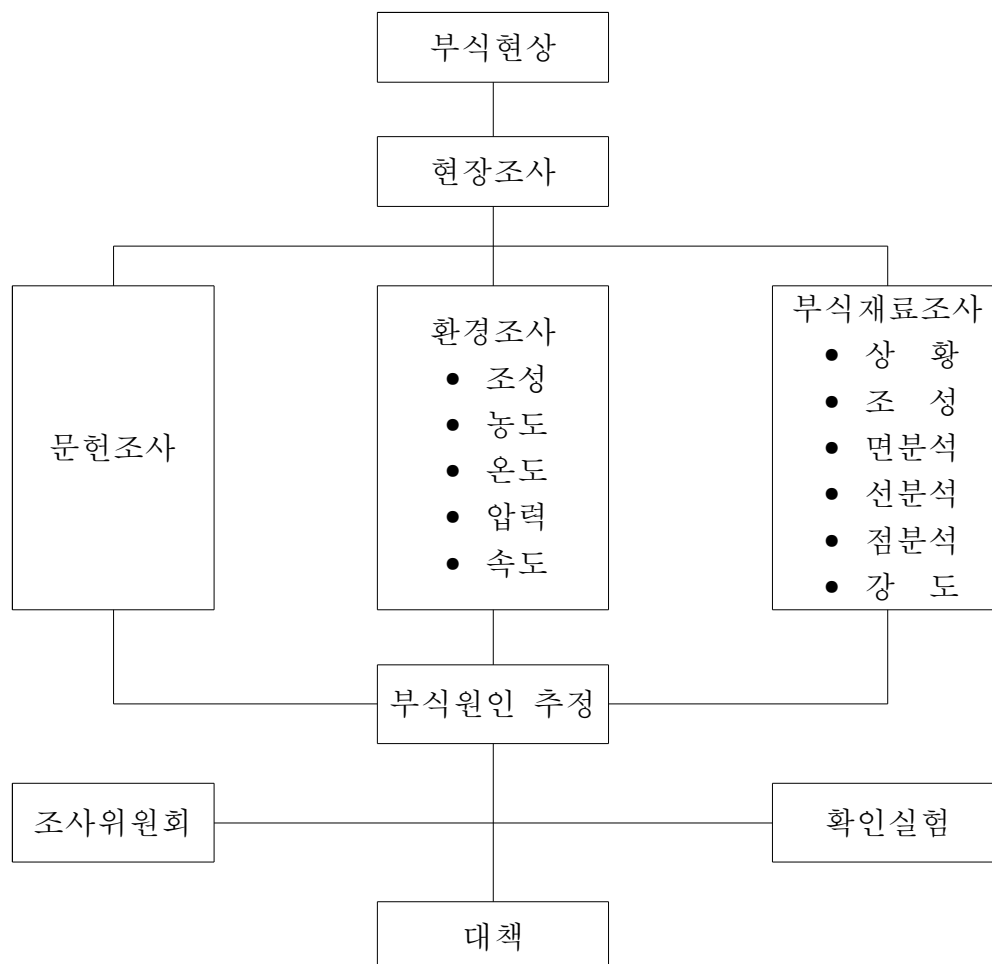 부식현상
현장조사
문헌조사
환경조사
● 조성
● 농도
● 온도
● 압력
● 속도
부식재료조사
● 상 황
● 조 성
● 면분석
● 선분석
● 점분석
● 강 도
부식원인 추정
조사위원회
확인실험
대책